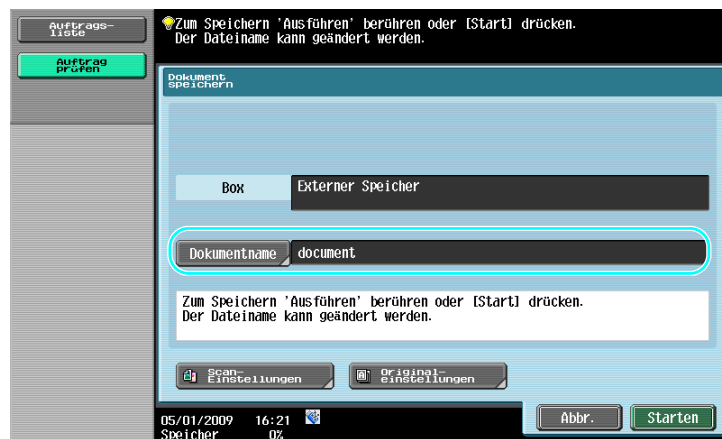 Auftrags-
liste
Auftrag
prüfen
Zum Speichern 'Ausführen' berühren oder [Start] drücken.
Der Dateiname kann geändert werden.
Dokument
speichern
Box Externer Speicher
Dokumentname document
Zum Speichern 'Ausführen' berühren oder [Start] drücken.
Der Dateiname kann geändert werden.
Scan-
Einstellungen
Original-
einstellungen
Abbr. Starten
05/01/2009 16:21
Speicher 0%